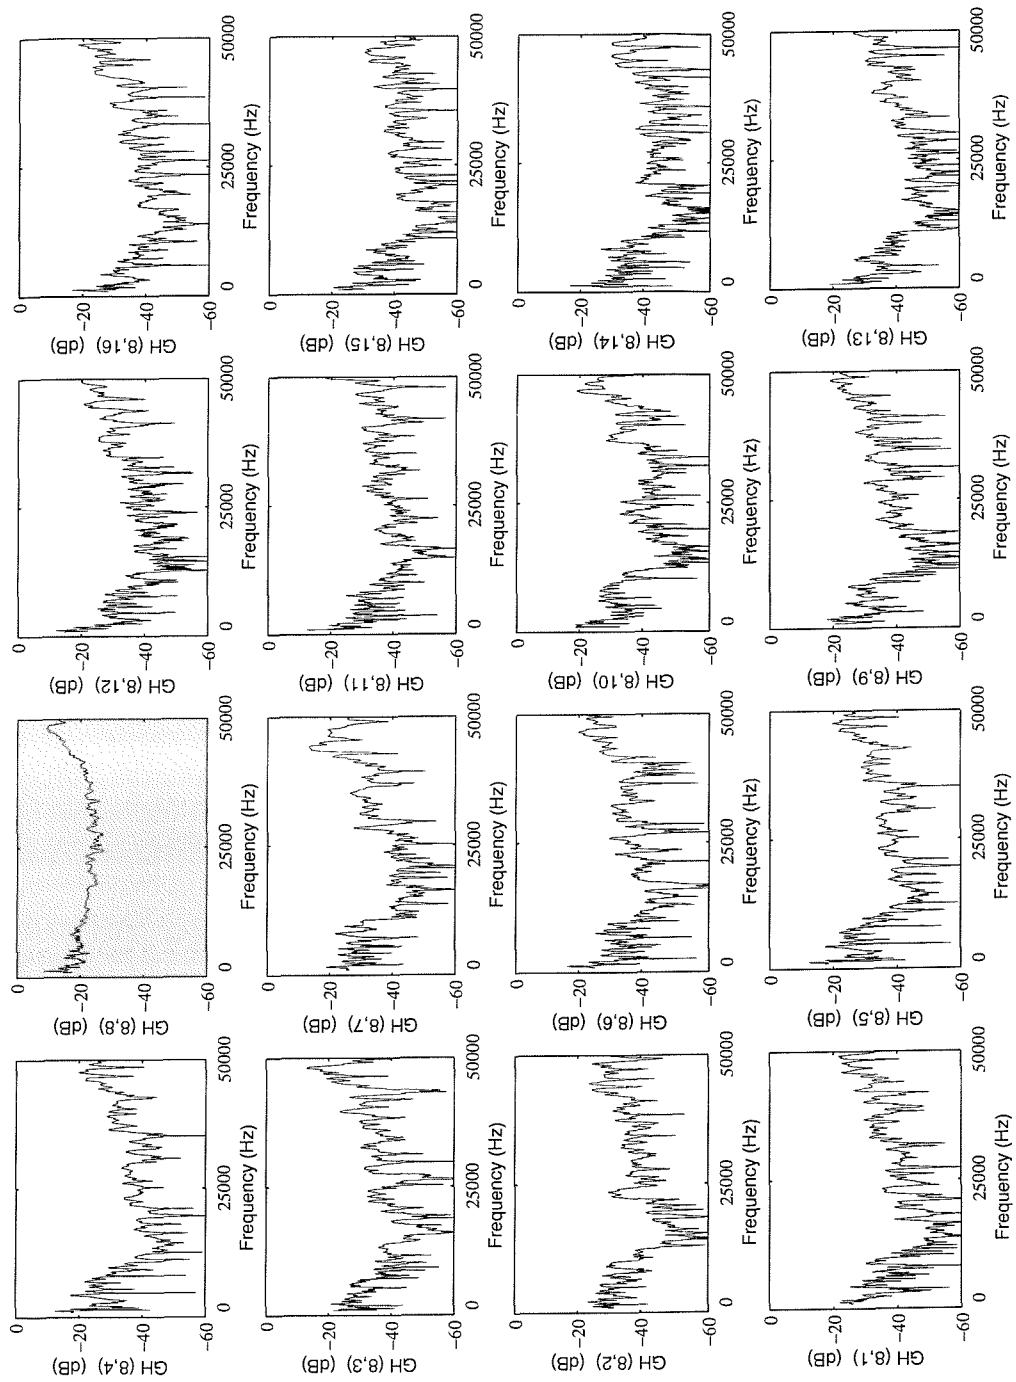 GH (8,4) (dB)
0
−20
−40
−60
0 25000 50000
Frequency (Hz)
GH (8,8) (dB)
0
−20
−40
−60
0 25000 50000
Frequency (Hz)
GH (8,12) (dB)
0
−20
−40
−60
0 25000 50000
Frequency (Hz)
GH (8,16) (dB)
0
−20
−40
−60
0 25000 50000
Frequency (Hz)
GH (8,3) (dB)
0
−20
−40
−60
0 25000 50000
Frequency (Hz)
GH (8,7) (dB)
0
−20
−40
−60
0 25000 50000
Frequency (Hz)
GH (8,11) (dB)
0
−20
−40
−60
0 25000 50000
Frequency (Hz)
GH (8,15) (dB)
0
−20
−40
−60
0 25000 50000
Frequency (Hz)
GH (8,2) (dB)
0
−20
−40
−60
0 25000 50000
Frequency (Hz)
GH (8,6) (dB)
0
−20
−40
−60
0 25000 50000
Frequency (Hz)
GH (8,10) (dB)
0
−20
−40
−60
0 25000 50000
Frequency (Hz)
GH (8,14) (dB)
0
−20
−40
−60
0 25000 50000
Frequency (Hz)
GH (8,1) (dB)
0
−20
−40
−60
0 25000 50000
Frequency (Hz)
GH (8,5) (dB)
0
−20
−40
−60
0 25000 50000
Frequency (Hz)
GH (8,9) (dB)
0
−20
−40
−60
0 25000 50000
Frequency (Hz)
GH (8,13) (dB)
0
−20
−40
−60
0 25000 50000
Frequency (Hz)